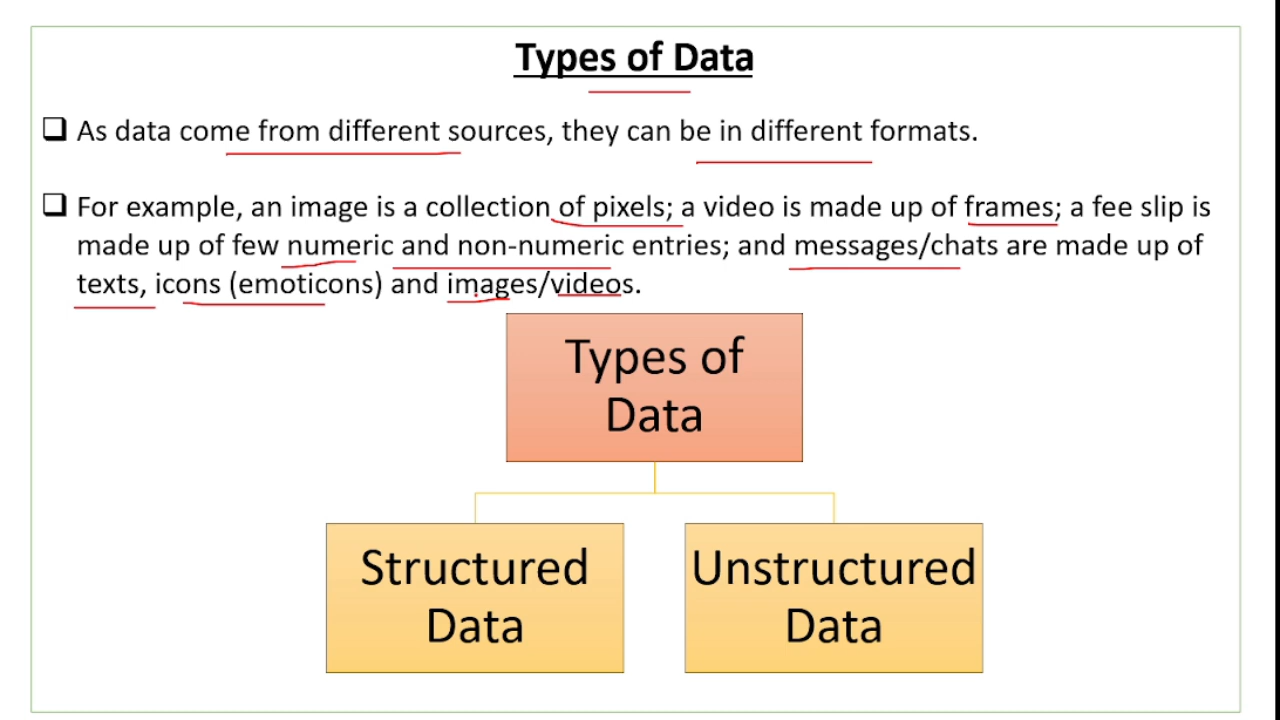 Types of Data
❑ As data come from different sources, they can be in different formats.
❑ For example, an image is a collection of pixels; a video is made up of frames; a fee slip is
made up of few numeric and non-numeric entries; and messages/chats are made up of
texts, icons (emoticons) and images/videos.
Types of
Data
Structured
Data
Unstructured
Data